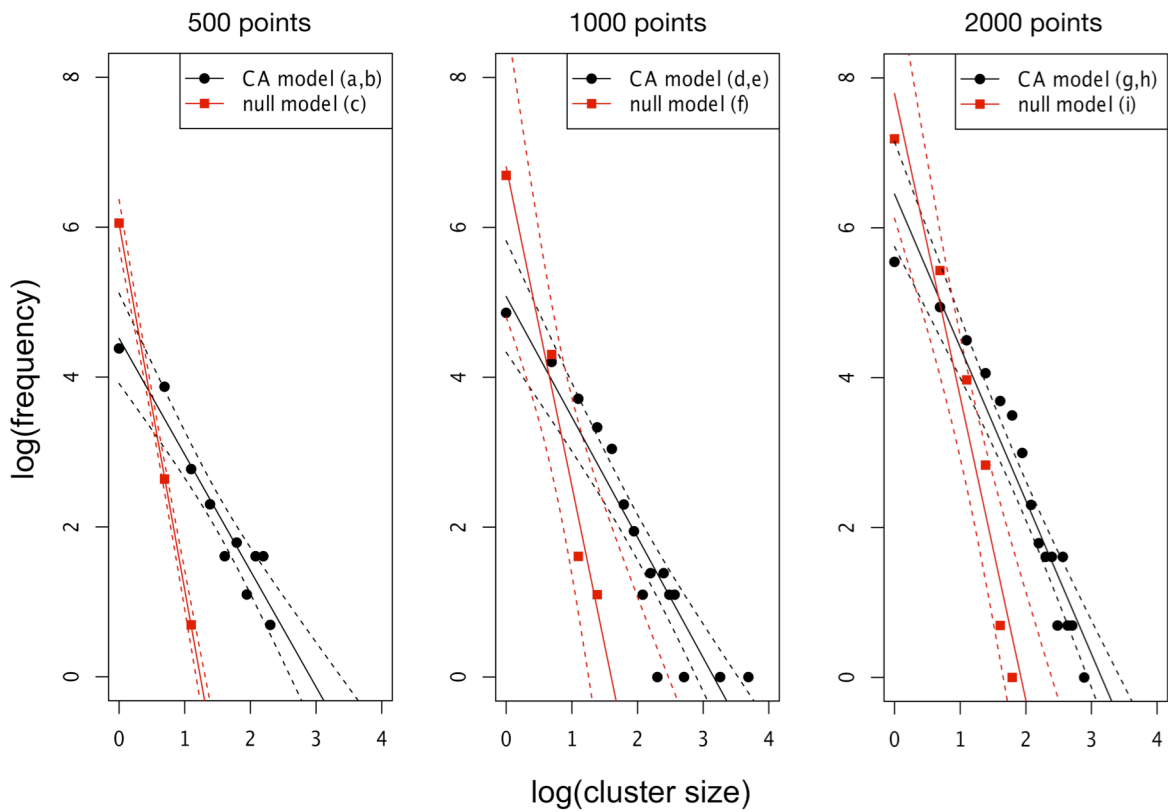 500 points
1000 points
2000 points
CA model (a,b)
null model (c)
CA model (d,e)
null model (f)
CA model (g,h)
null model (i)
log(frequency)
8
6
4
2
0
0 1 2 3 4
8
6
4
2
0
0 1 2 3 4
8
6
4
2
0
0 1 2 3 4
log(cluster size)